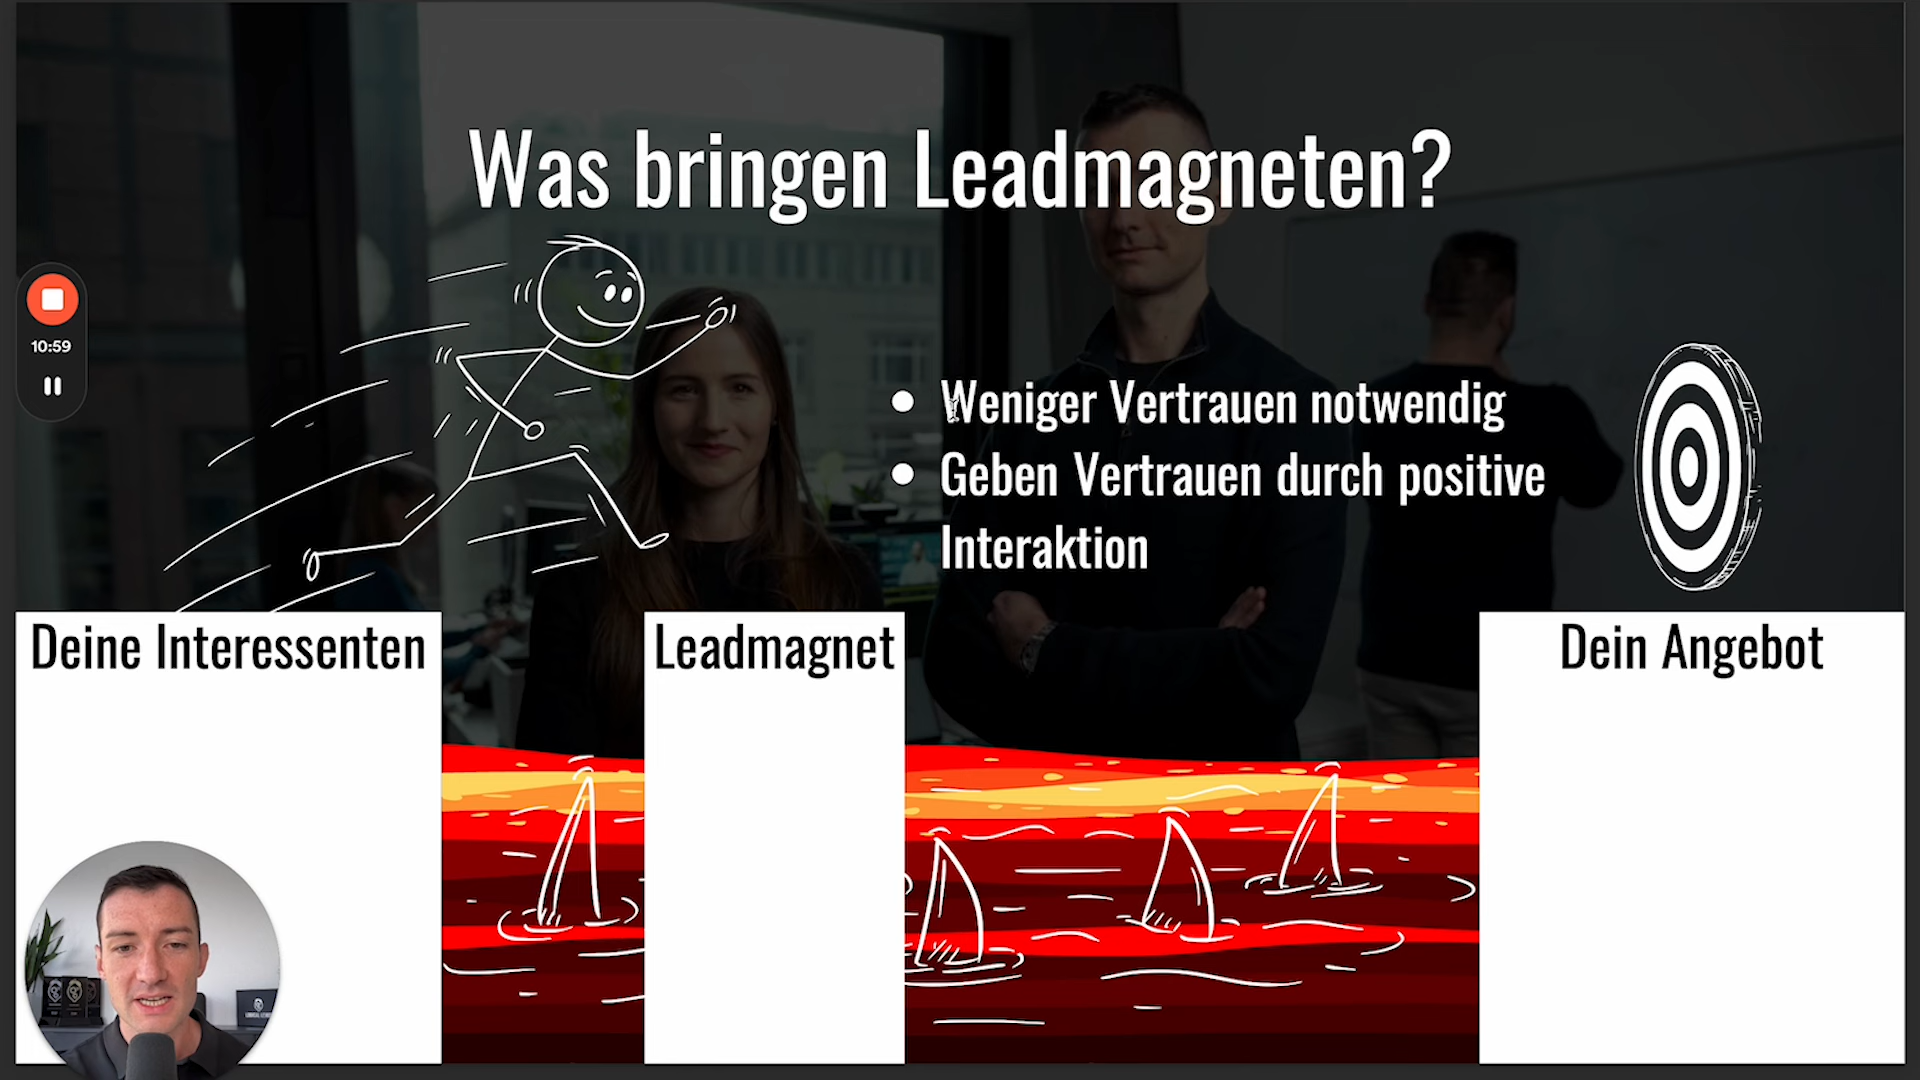 Was bringen Leadmagneten?
10:59
Weniger Vertrauen notwendig
Geben Vertrauen durch positive
Interaktion
Deine Interessenten
Leadmagnet
Dein Angebot